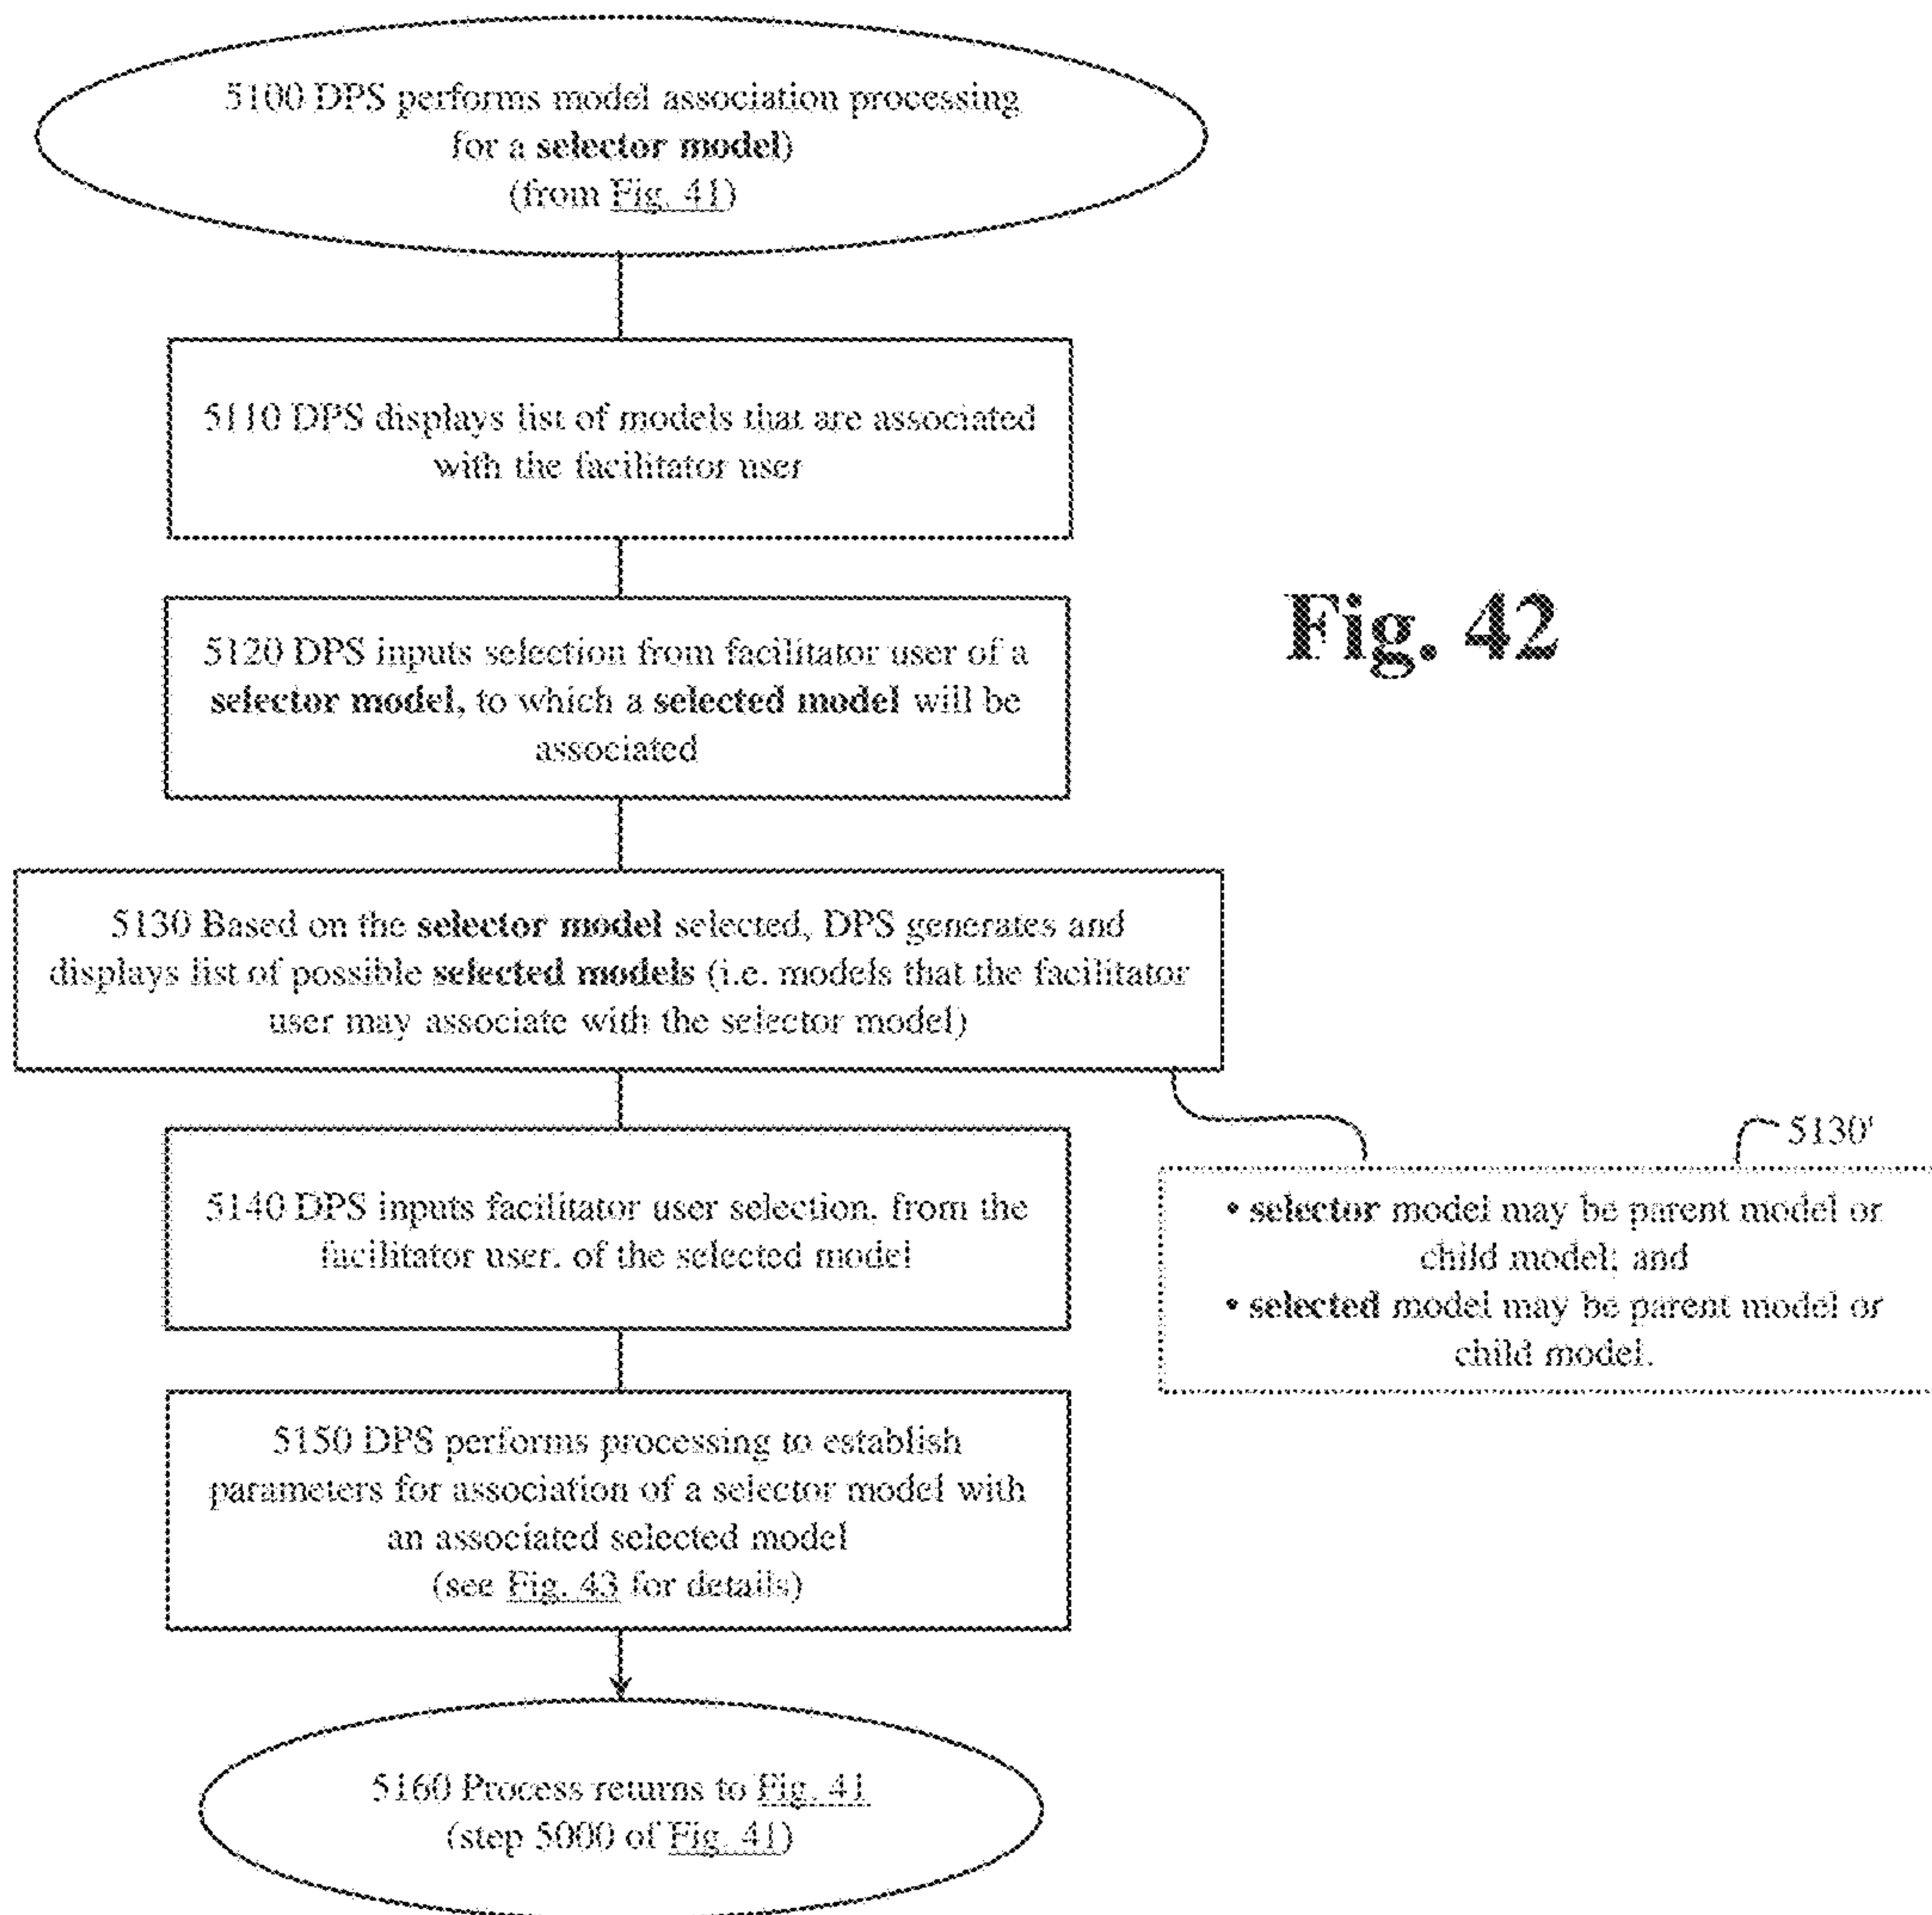 5100 DPS performs model association processing
for a selector model)
(from Fig. 41)
5110 DPS displays list of models that are associated
with the facilitator user
Fig. 42
5120 DPS inputs selection from facilitator user of a
selector model, to which a selected model will be
associated
5130 Based on the selector model selected, DPS generates and
displays list of possible selected models (i.e. models that the facilitator
user may associate with the selector model)
5130'
• selector model may be parent model or
child model; and
• selected model may be parent model or
child model.
5140 DPS inputs facilitator user selection, from the
facilitator user, of the selected model
5150 DPS performs processing to establish
parameters for association of a selector model with
an associated selected model
(see Fig. 43 for details)
5160 Process returns to Fig. 41
(step 5000 of Fig. 41)